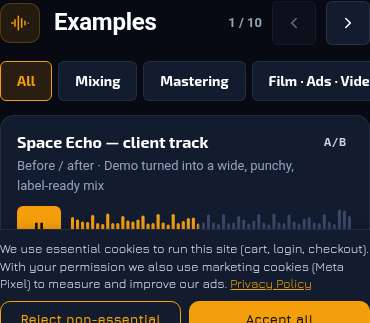 Examples
1 / 10
All
Mixing
Mastering
Film · Ads · Vide
Space Echo — client track
A/B
Before / after · Demo turned into a wide, punchy,
label-ready mix
We use essential cookies to run this site (cart, login, checkout).
With your permission we also use marketing cookies (Meta
Pixel) to measure and improve our ads. Privacy Policy
Reject non-essential
Accept all